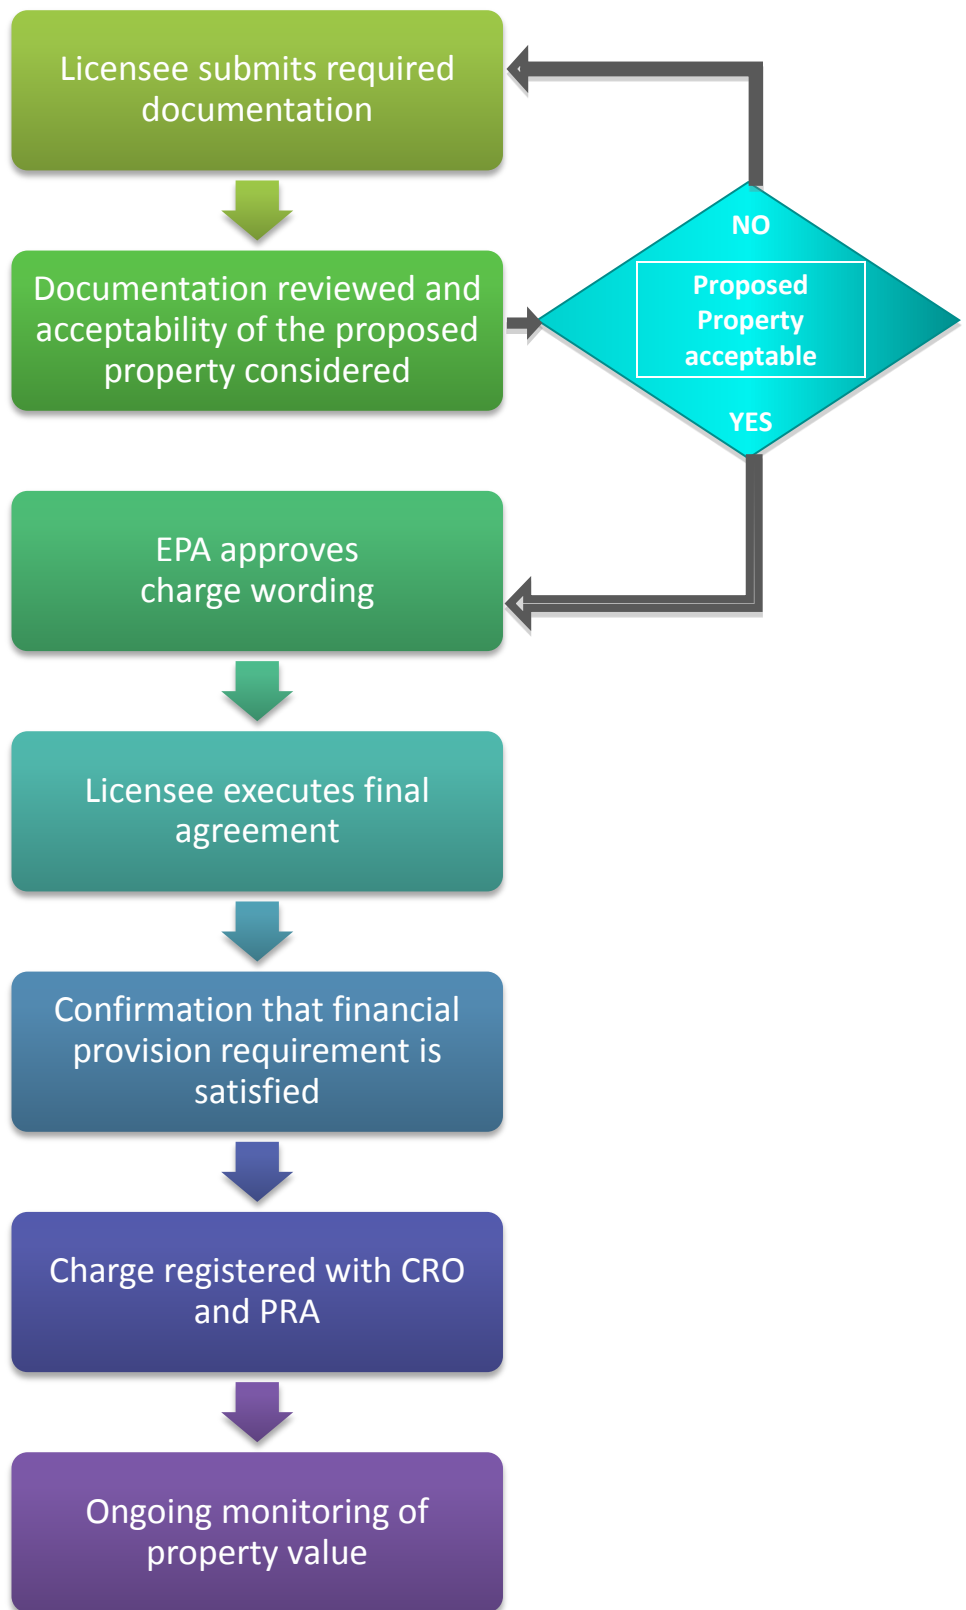 Licensee submits required
documentation
Documentation reviewed and
acceptability of the proposed
property considered
NO
Proposed
Property
acceptable
YES
EPA approves
charge wording
Licensee executes final
agreement
Confirmation that financial
provision requirement is
satisfied
Charge registered with CRO
and PRA
Ongoing monitoring of
property value